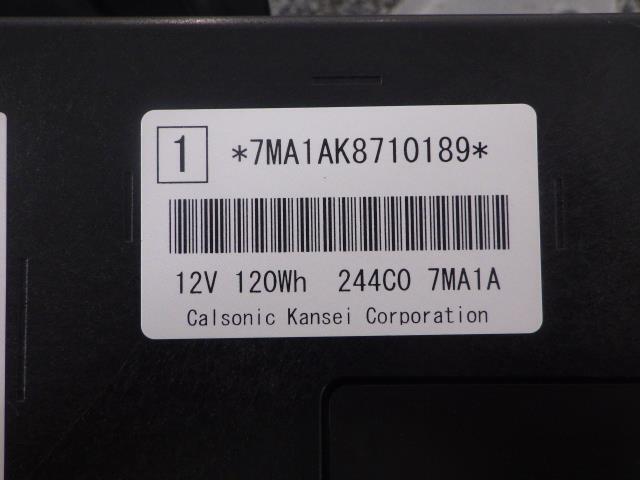 1 *7MA1AK8710189*
12V 120Wh 244C0 7MA1A
Calsonic Kansei Corporation